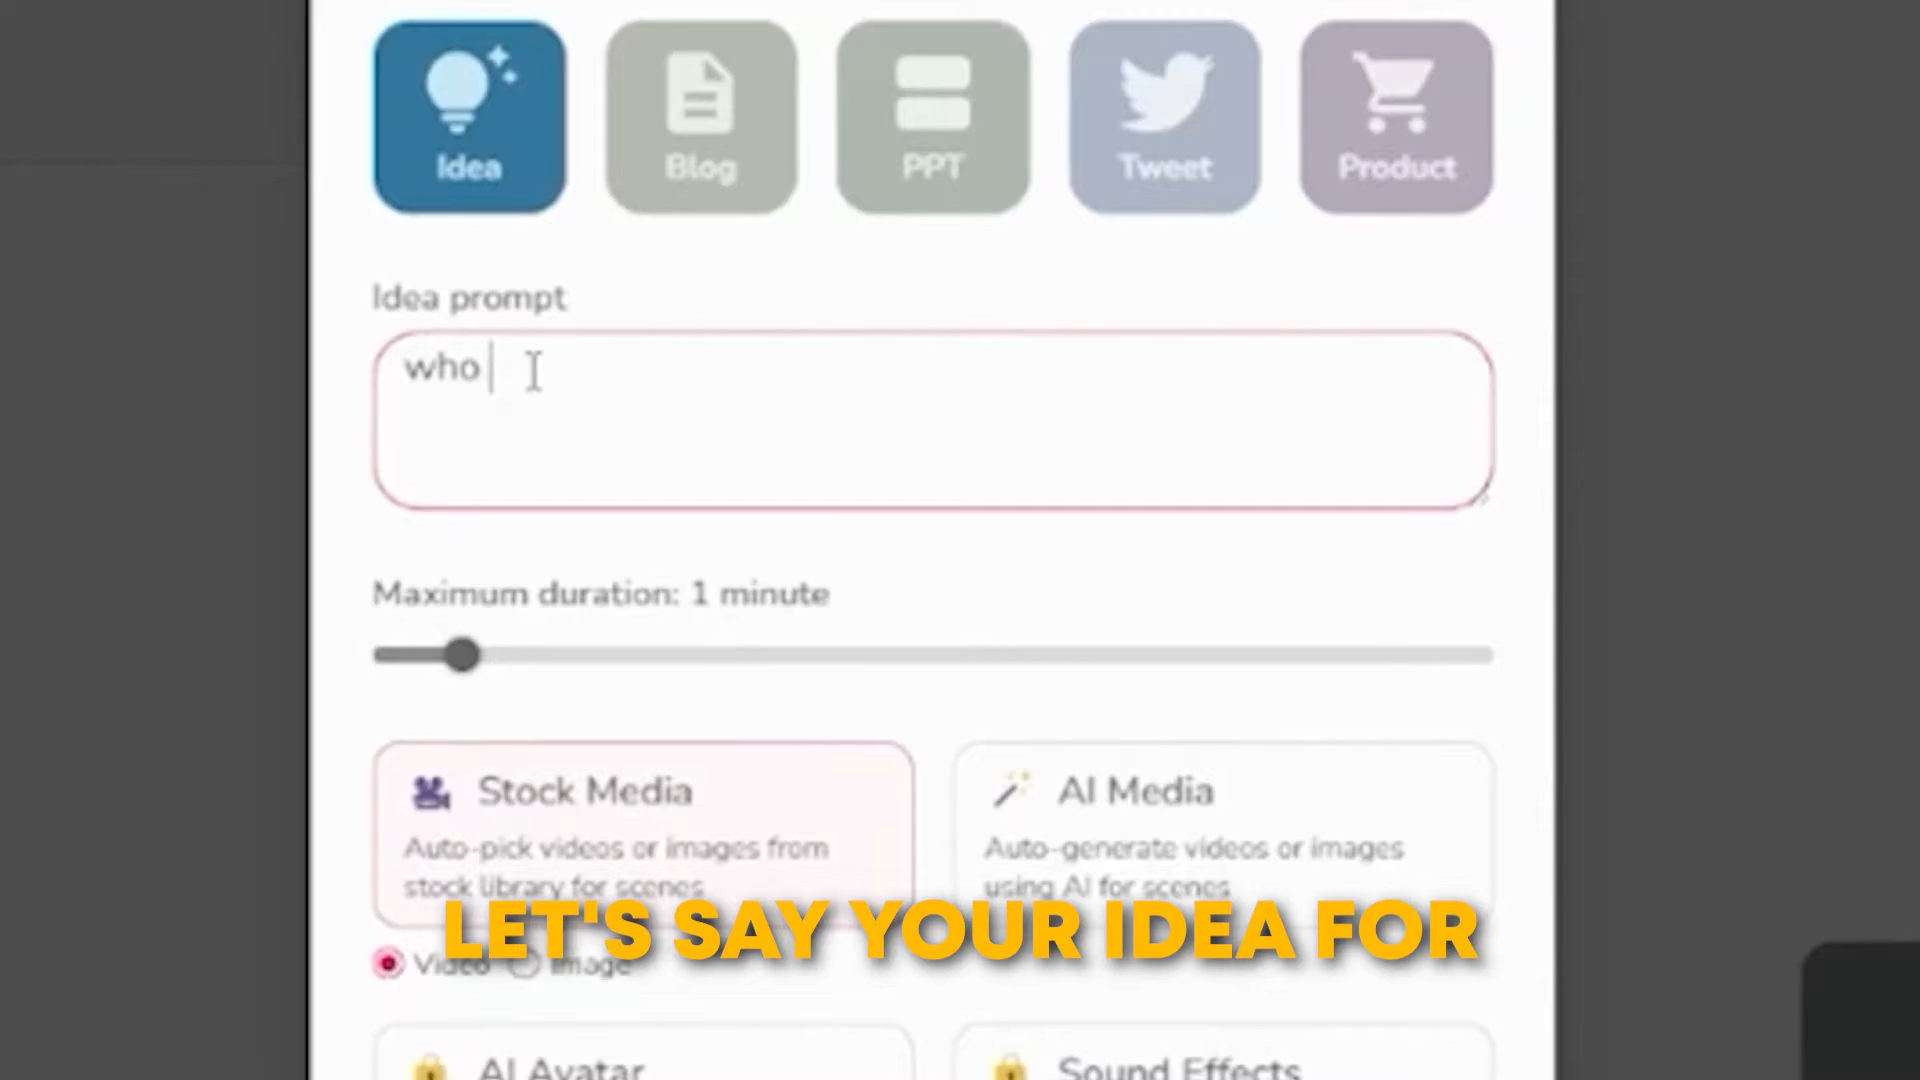 Idea
Blog
PPT
Tweet
Product
Idea prompt
who
Maximum duration: 1 minute
Stock Media
Auto-pick videos or images from
stock library for scenes
AI Media
Auto-generate videos or images
using AI for scenes
LET'S SAY YOUR IDEA FOR
Video
Image
AI Avatar
Sound Effects